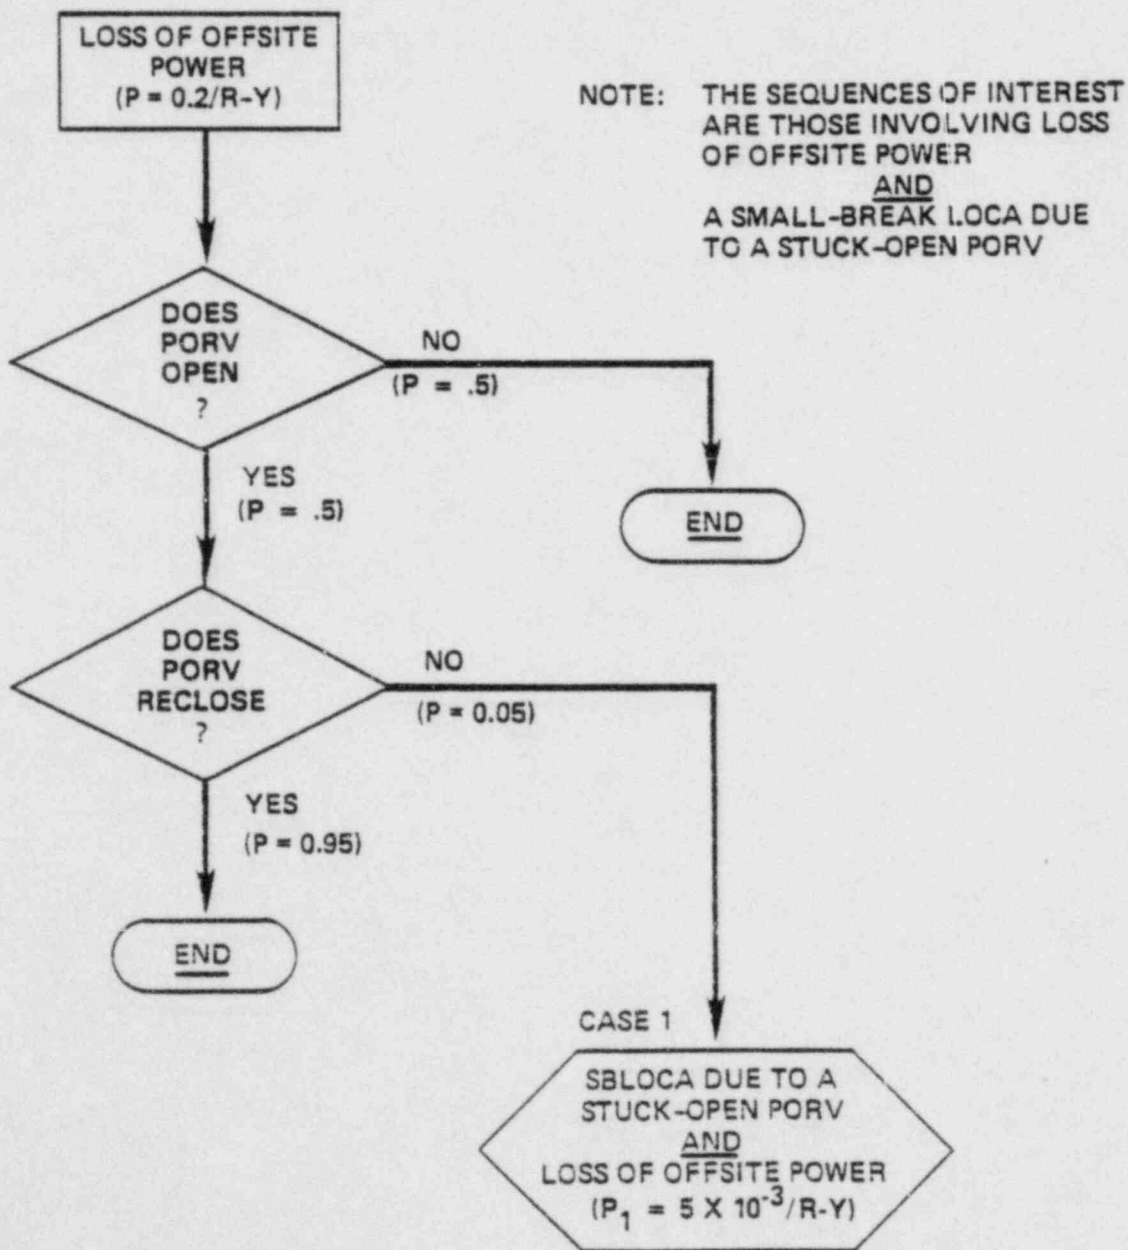 LOSS OF OFFSITE
POWER
(P = 0.2/R-Y)
NOTE: THE SEQUENCES OF INTEREST
ARE THOSE INVOLVING LOSS
OF OFFSITE POWER
AND
A SMALL-BREAK LOCA DUE
TO A STUCK-OPEN PORV
DOES
PORV
OPEN
?
NO
(P = .5)
YES
(P = .5)
END
DOES
PORV
RECLOSE
?
NO
(P = 0.05)
YES
(P = 0.95)
END
CASE 1
SBLOCA DUE TO A
STUCK-OPEN PORV
AND
LOSS OF OFFSITE POWER
(P₁ = 5 X 10⁻³/R-Y)